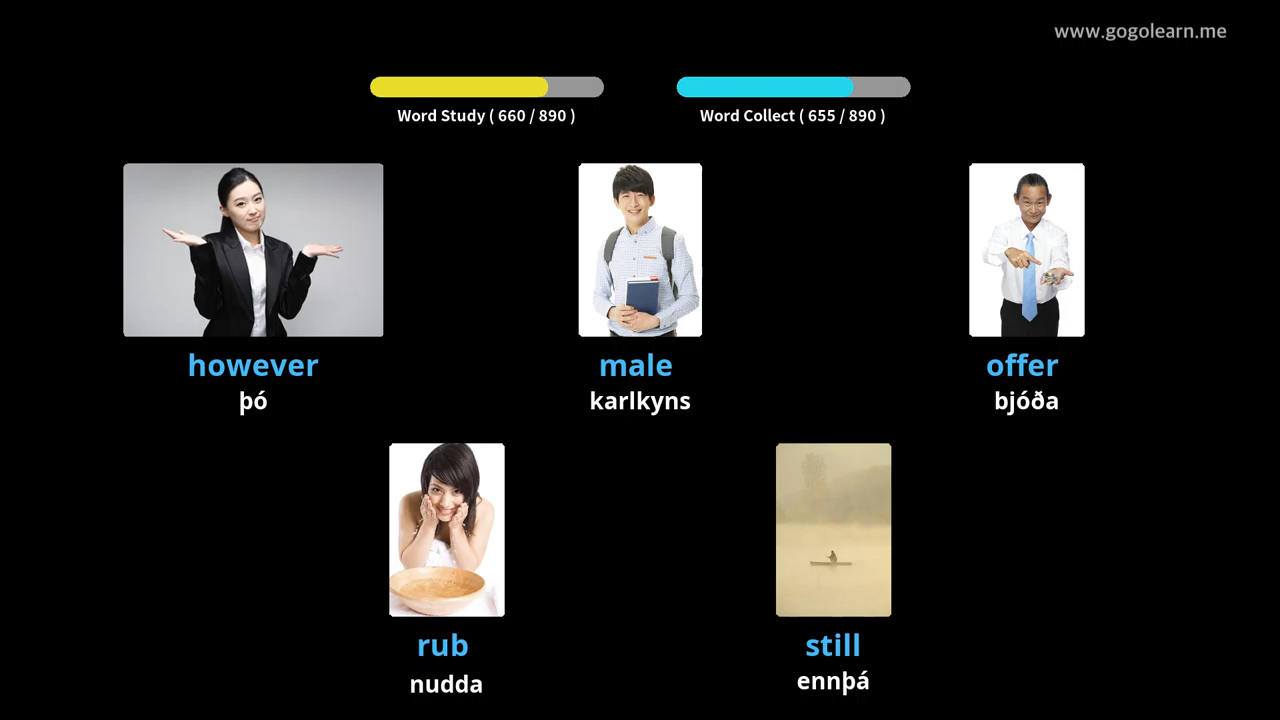 www.gogolearn.me
Word Study ( 660 / 890 )
Word Collect ( 655 / 890 )
however
þó
male
karlkyns
offer
bjóða
rub
nudda
still
ennþá